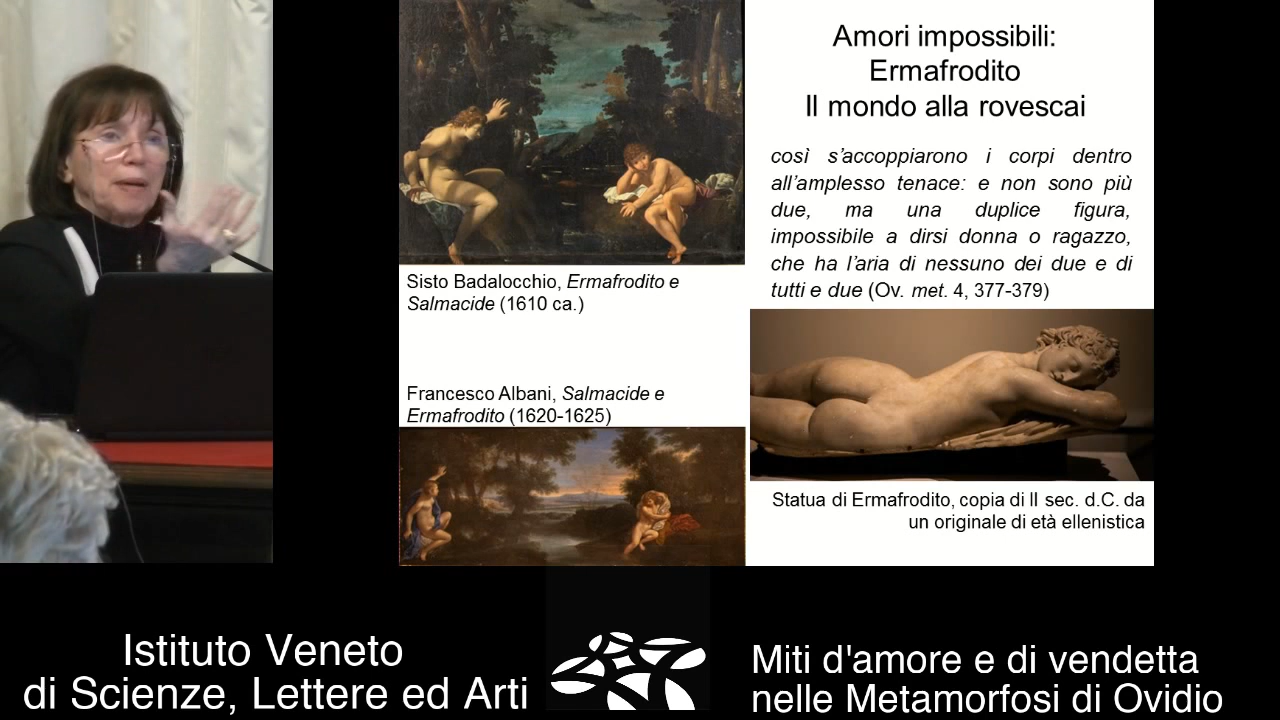 Amori impossibili:
Ermafrodito
Il mondo alla rovescai
così s'accoppiarono i corpi dentro
all'amplesso tenace: e non sono più
due, ma una duplice figura,
impossibile a dirsi donna o ragazzo,
che ha l'aria di nessuno dei due e di
tutti e due (Ov. met. 4, 377-379)
Sisto Badalocchio, Ermafrodito e
Salmacide (1610 ca.)
Francesco Albani, Salmacide e
Ermafrodito (1620-1625)
Statua di Ermafrodito, copia di II sec. d.C. da
un originale di età ellenistica
Istituto Veneto
di Scienze, Lettere ed Arti
Miti d'amore e di vendetta
nelle Metamorfosi di Ovidio